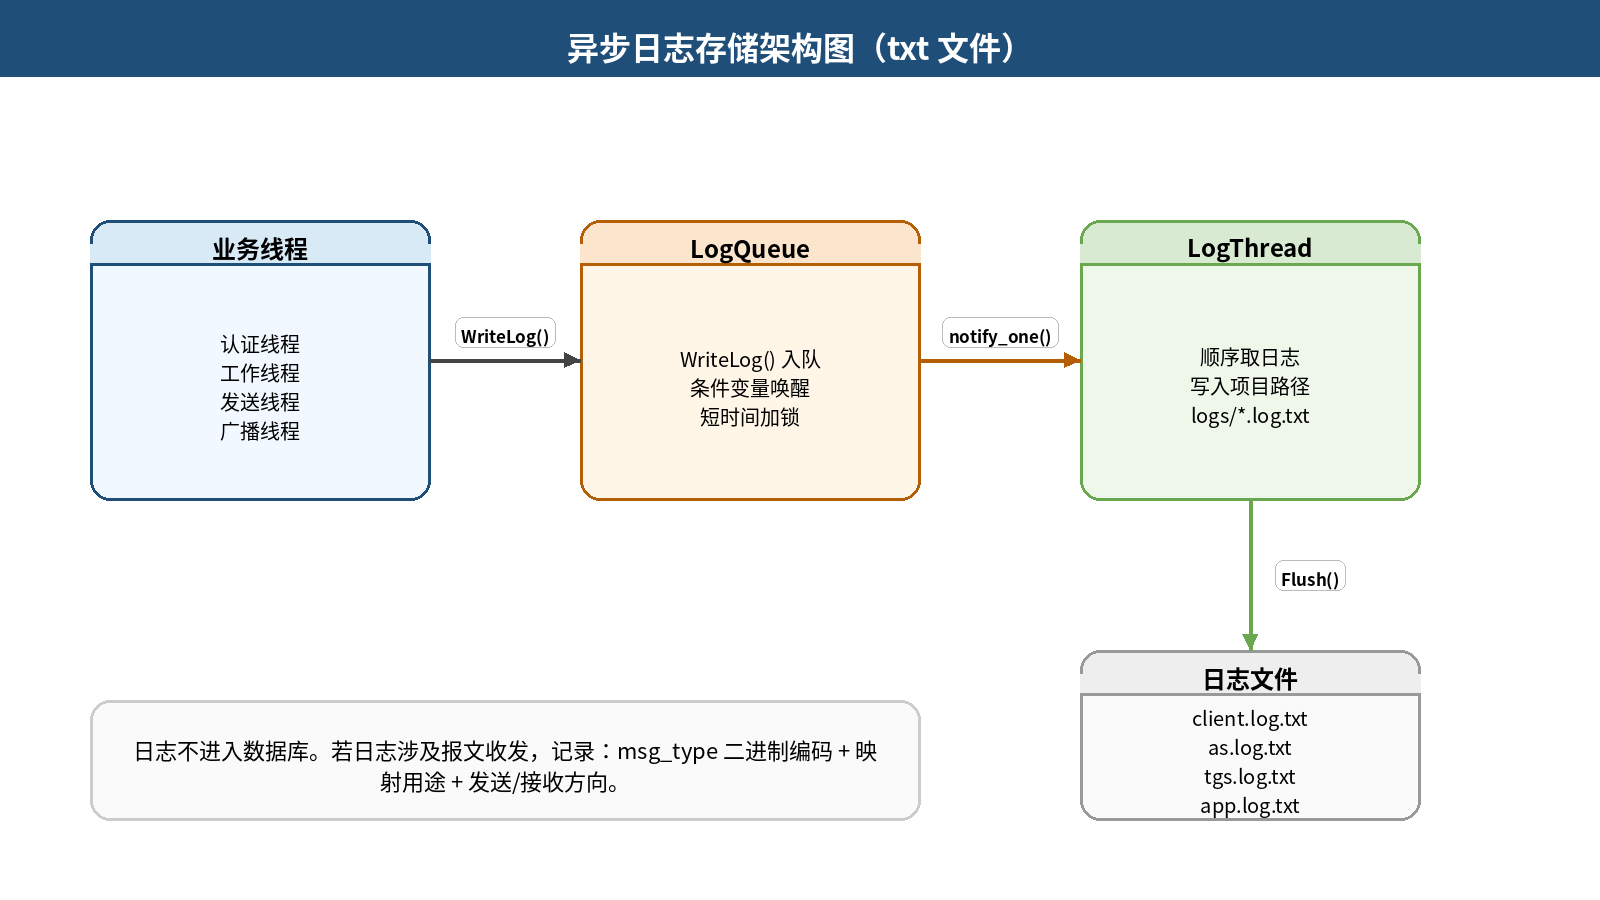 异步日志存储架构图（txt 文件）
业务线程
认证线程
工作线程
发送线程
广播线程
WriteLog()
LogQueue
WriteLog() 入队
条件变量唤醒
短时间加锁
notify_one()
LogThread
顺序取日志
写入项目路径
logs/*.log.txt
Flush()
日志文件
client.log.txt
as.log.txt
tgs.log.txt
app.log.txt
日志不进入数据库。若日志涉及报文收发，记录：msg_type 二进制编码 + 映
射用途 + 发送/接收方向。